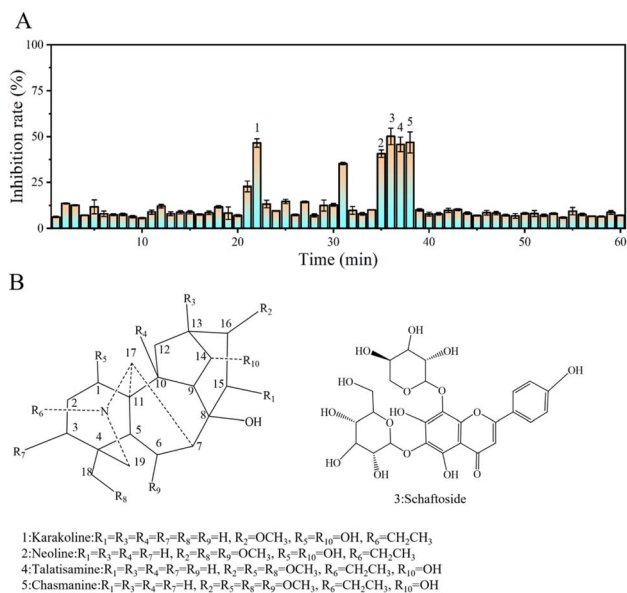 A
Inhibition rate (%)
100
75
50
25
0
1
2
3
4
5
10
20
30
40
50
60
Time (min)
B
R₃
R₂
R₄
13
16
17
12
14
R₁₀
R₅
1
10
9
15
R₁
2
11
R₆
N
8
OH
3
4
5
6
7
R₇
18
19
R₈
R₉
OH
HO
OH
O
HO
O
OH
HO
O
HO
O
HO
O
HO
OH
O
OH
O
3:Schaftoside
1:Karakoline:R₁=R₃=R₄=R₇=R₈=R₉=H, R₂=OCH₃, R₅=R₁₀=OH, R₆=CH₂CH₃
2:Neoline:R₁=R₃=R₄=R₇=H, R₂=R₈=R₉=OCH₃, R₅=R₁₀=OH, R₆=CH₂CH₃
4:Talatisamine:R₁=R₃=R₄=R₇=R₉=H, R₂=R₅=R₈=OCH₃, R₆=CH₂CH₃, R₁₀=OH
5:Chasmanine:R₁=R₃=R₄=R₇=H, R₂=R₅=R₈=R₉=OCH₃, R₆=CH₂CH₃, R₁₀=OH